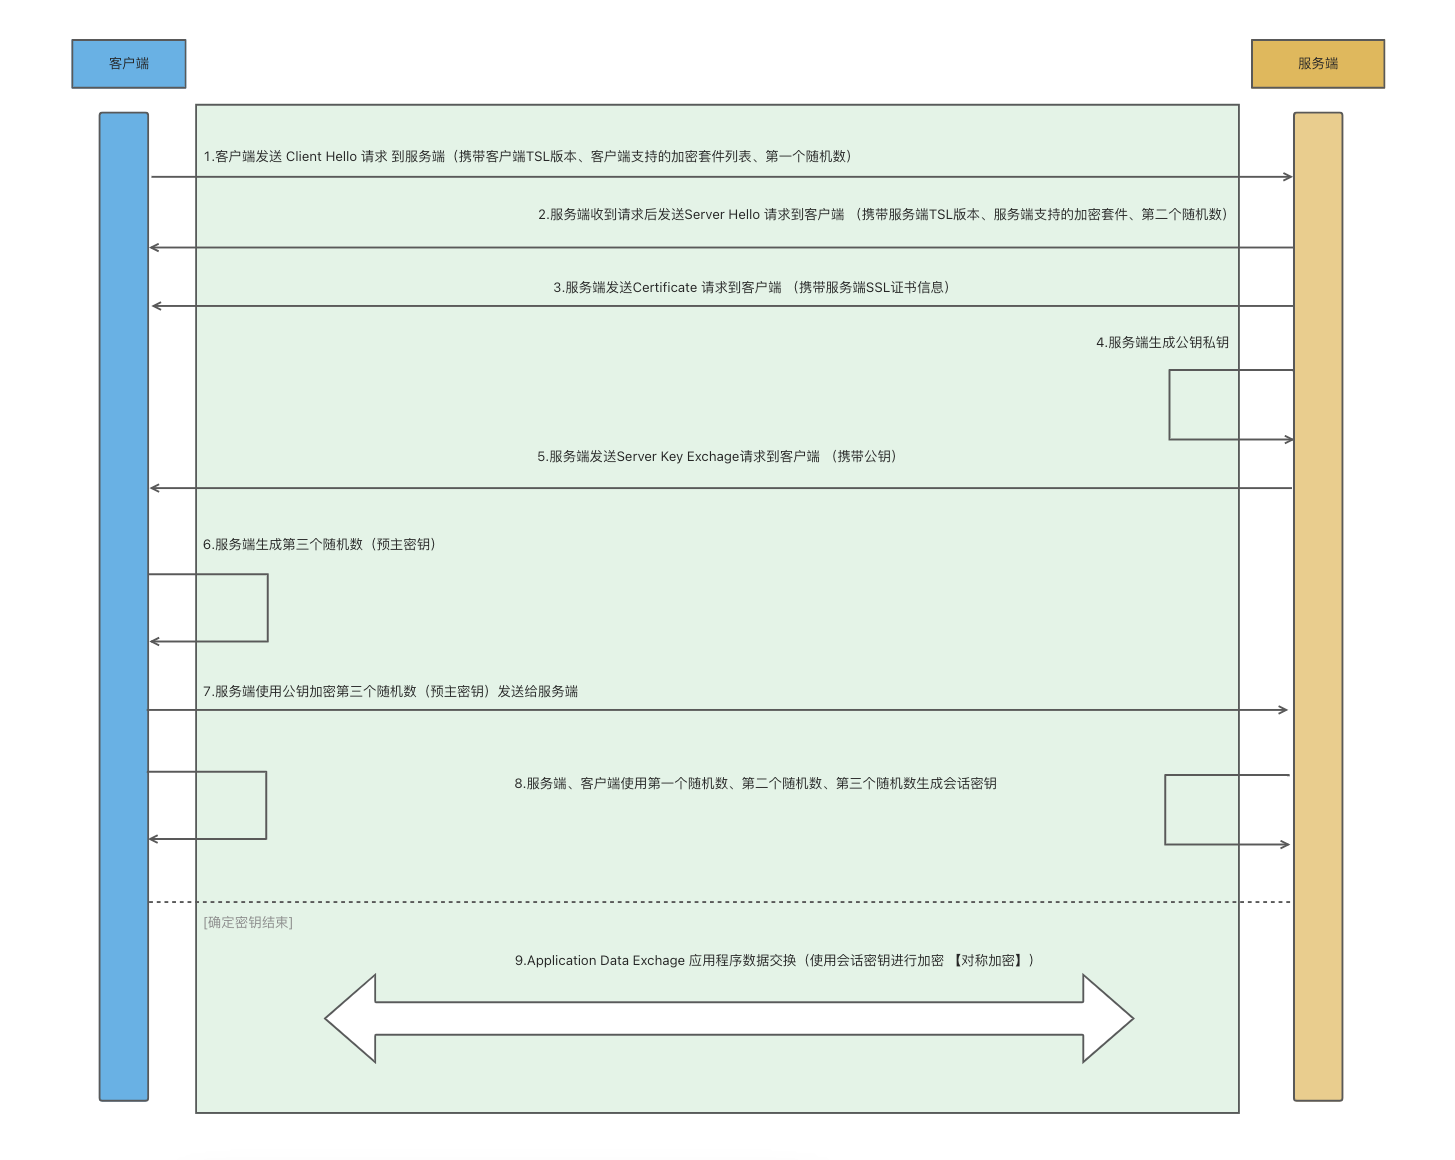 客户端
服务端
1.客户端发送 Client Hello 请求 到服务端（携带客户端TSL版本、客户端支持的加密套件列表、第一个随机数）
2.服务端收到请求后发送Server Hello 请求到客户端 （携带服务端TSL版本、服务端支持的加密套件、第二个随机数）
3.服务端发送Certificate 请求到客户端 （携带服务端SSL证书信息）
4.服务端生成公钥私钥
5.服务端发送Server Key Exchage请求到客户端 （携带公钥）
6.服务端生成第三个随机数（预主密钥）
7.服务端使用公钥加密第三个随机数（预主密钥）发送给服务端
8.服务端、客户端使用第一个随机数、第二个随机数、第三个随机数生成会话密钥
[确定密钥结束]
9.Application Data Exchage 应用程序数据交换（使用会话密钥进行加密 【对称加密】）